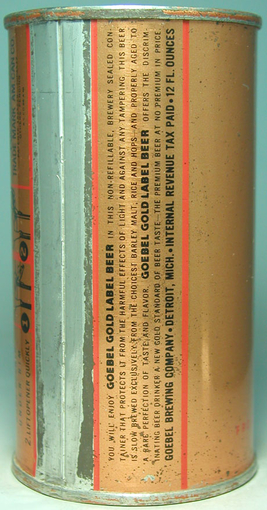 2. LIFT OPENER QUICKLY
YOU WILL ENJOY GOEBEL GOLD LABEL BEER IN THIS NON-REFILLABLE, BREWERY SEALED CON-
TAINER THAT PROTECTS IT FROM THE HARMFUL EFFECTS OF LIGHT AND AGAINST ANY TAMPERING. THIS BEER
IS SLOW BREWED EXCLUSIVELY FROM THE CHOICEST BARLEY MALT, RICE AND HOPS AND PROPERLY AGED TO
A RARE PERFECTION OF TASTE AND FLAVOR. GOEBEL GOLD LABEL BEER OFFERS THE DISCRIM-
INATING BEER DRINKER A NEW GOLD STANDARD OF BEER TASTE—THE PREMIUM BEER AT NO PREMIUM IN PRICE.
GOEBEL BREWING COMPANY • DETROIT, MICH. • INTERNAL REVENUE TAX PAID • 12 FL. OUNCES